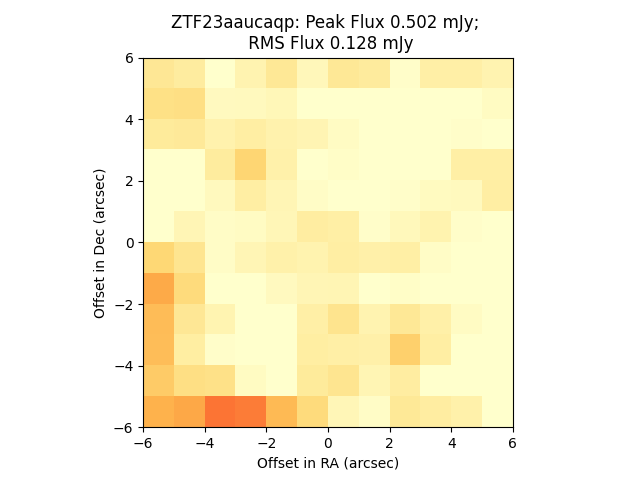 ZTF23aaucaqp: Peak Flux 0.502 mJy;
RMS Flux 0.128 mJy
6
4
2
0
−2
−4
−6
Offset in Dec (arcsec)
−6 −4 −2 0 2 4 6
Offset in RA (arcsec)